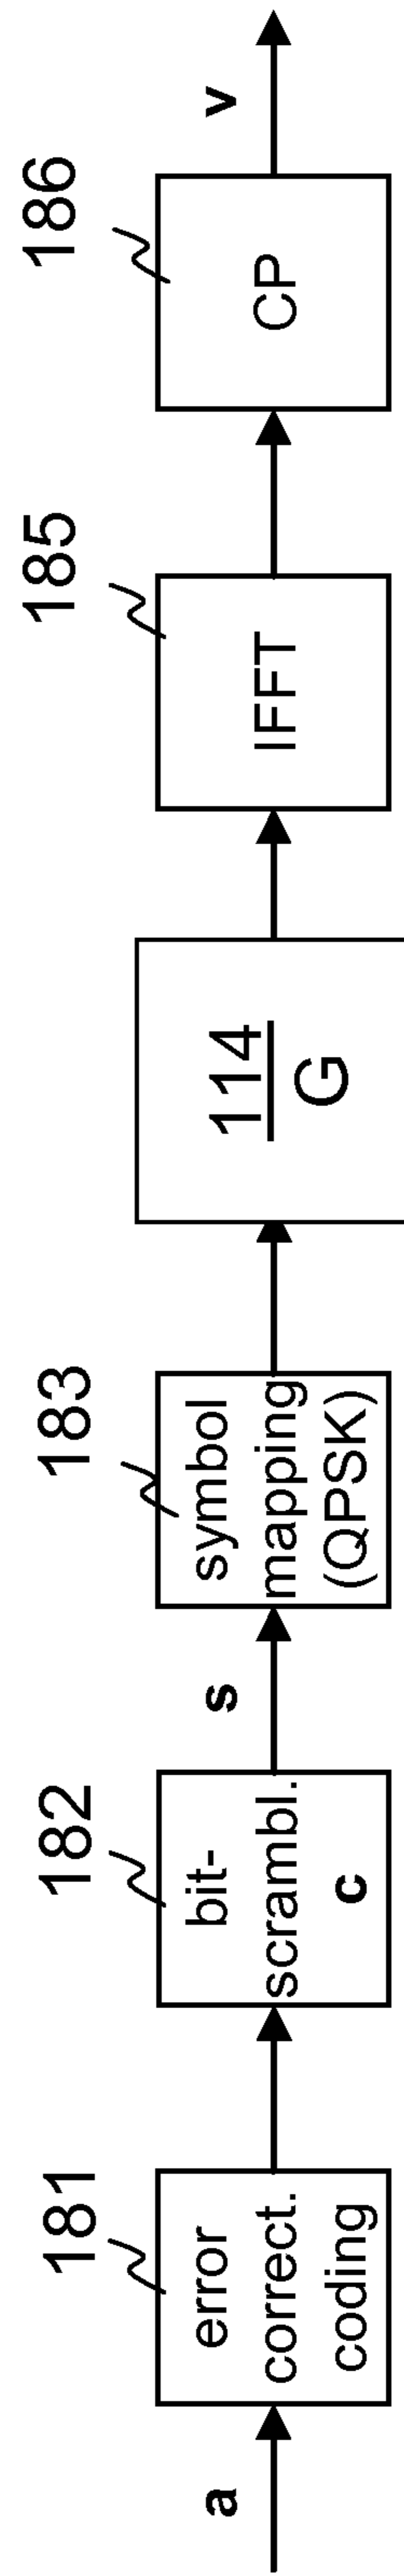 a
181
error
correct.
coding
182
bit-
scrambl.
c
s
183
symbol
mapping
(QPSK)
114
G
185
IFFT
186
CP
v